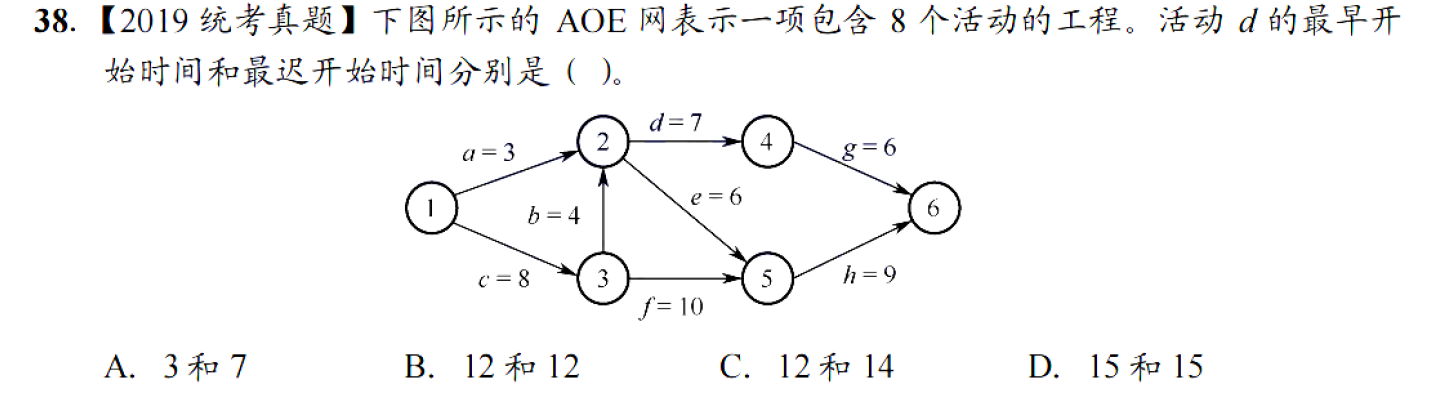 38.【2019 统考真题】下图所示的 AOE 网表示一项包含 8 个活动的工程。活动 d 的最早开
始时间和最迟开始时间分别是（ ）。
d=7
2
4
a=3
g=6
e=6
1
b=4
6
c=8
3
5
h=9
f=10
A. 3 和 7 B. 12 和 12 C. 12 和 14 D. 15 和 15